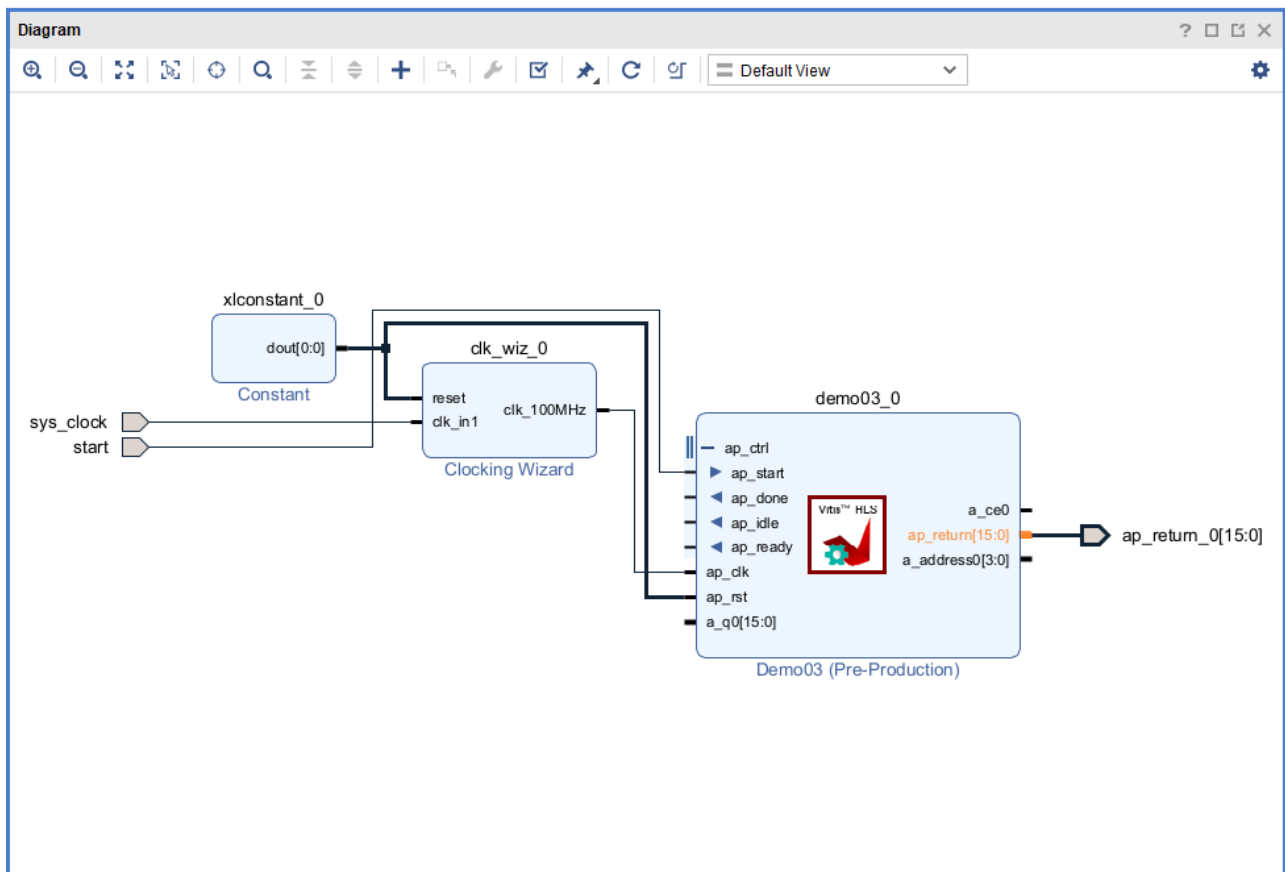 Diagram
Default View
xlconstant_0
dout[0:0]
Constant
clk_wiz_0
reset
clk_in1
clk_100MHz
Clocking Wizard
sys_clock
start
demo03_0
ap_ctrl
ap_start
ap_done
ap_idle
ap_ready
ap_clk
ap_rst
a_q0[15:0]
Vitis™ HLS
a_ce0
ap_return[15:0]
a_address0[3:0]
Demo03 (Pre-Production)
ap_return_0[15:0]